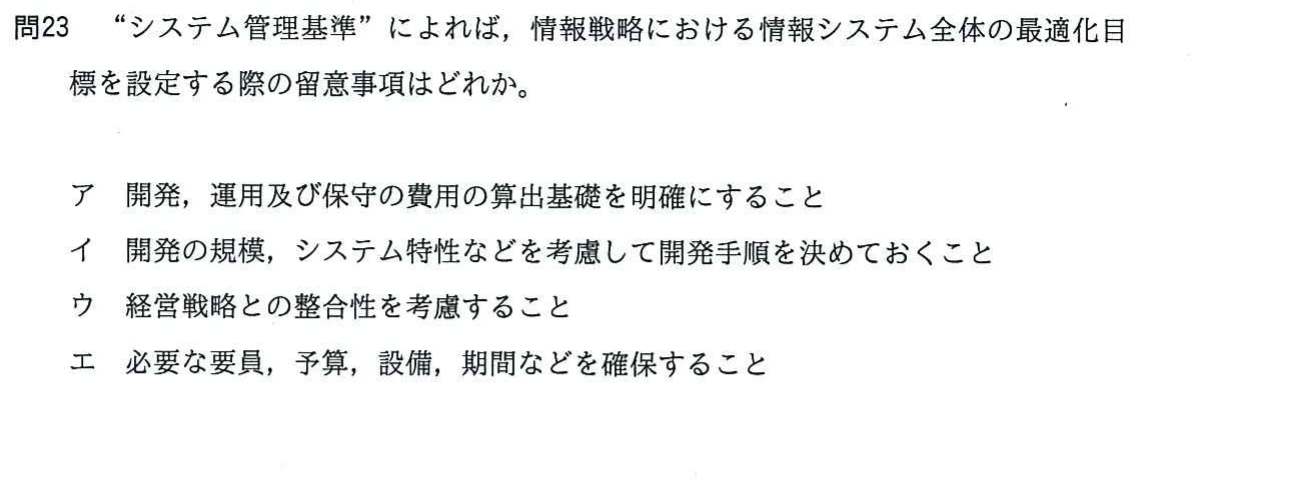 問23 “システム管理基準”によれば，情報戦略における情報システム全体の最適化目
標を設定する際の留意事項はどれか。
ア 開発，運用及び保守の費用の算出基礎を明確にすること
イ 開発の規模，システム特性などを考慮して開発手順を決めておくこと
ウ 経営戦略との整合性を考慮すること
エ 必要な要員，予算，設備，期間などを確保すること